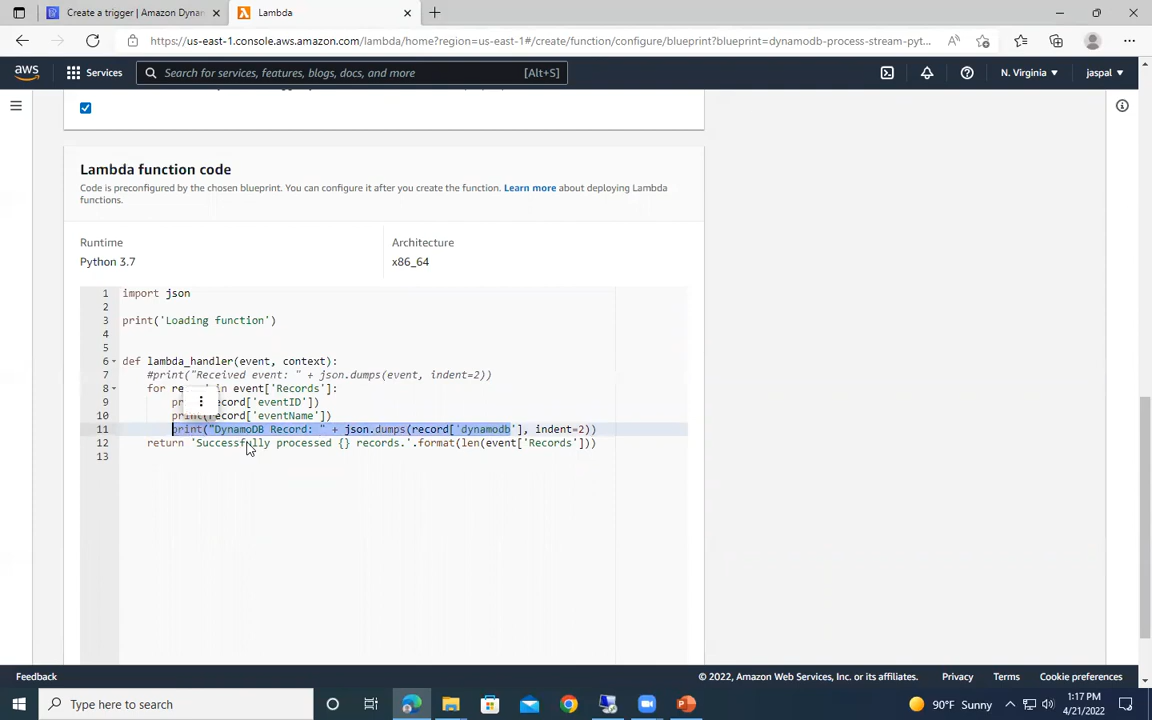 Create a trigger | Amazon Dynam
Lambda
https://us-east-1.console.aws.amazon.com/lambda/home?region=us-east-1#/create/function/configure/blueprint?blueprint=dynamodb-process-stream-pyt...
aws
Services
Search for services, features, blogs, docs, and more
[Alt+S]
N. Virginia
jaspal
Lambda function code
Code is preconfigured by the chosen blueprint. You can configure it after you create the function. Learn more about deploying Lambda
functions.
Runtime
Architecture
Python 3.7
x86_64
1 import json
2
3 print('Loading function')
4
5
6 def lambda_handler(event, context):
7 #print("Received event: " + json.dumps(event, indent=2))
8 for in event['Records']:
9 record['eventID'])
10 print(record['eventName'])
11 print("DynamoDB Record: " + json.dumps(record['dynamodb'], indent=2))
12 return 'Successfully processed {} records.'.format(len(event['Records']))
13
Feedback
© 2022, Amazon Web Services, Inc. or its affiliates.
Privacy
Terms
Cookie preferences
Type here to search
90°F Sunny
1:17 PM
4/21/2022